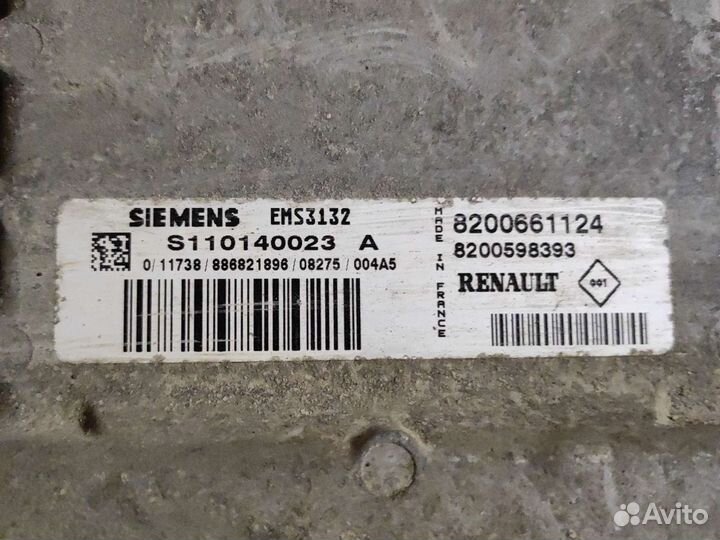 SIEMENS EMS3132
S110140023 A
0/11738/886821896/08275/004A5
MADE IN FRANCE
8200661124
8200598393
RENAULT 001
Avito